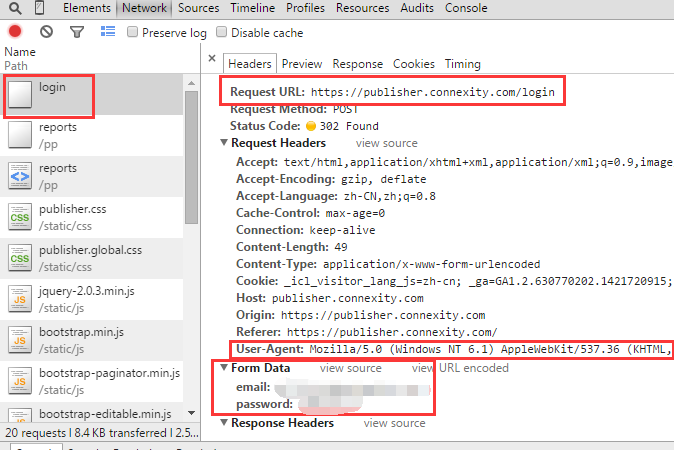 Elements Network Sources Timeline Profiles Resources Audits Console
Preserve log Disable cache
Name
Path
login
reports
/pp
reports
/pp
publisher.css
/static/css
publisher.global.css
/static/css
jquery-2.0.3.min.js
/static/js
bootstrap.min.js
/static/js
bootstrap-paginator.min.js
/static/js
bootstrap-editable.min.js
20 requests | 8.4 KB transferred | 2.5...
× Headers Preview Response Cookies Timing
Request URL: https://publisher.connexity.com/login
Request Method: POST
Status Code: 302 Found
▼ Request Headers view source
Accept: text/html,application/xhtml+xml,application/xml;q=0.9,image
Accept-Encoding: gzip, deflate
Accept-Language: zh-CN,zh;q=0.8
Cache-Control: max-age=0
Connection: keep-alive
Content-Length: 49
Content-Type: application/x-www-form-urlencoded
Cookie: _icl_visitor_lang_js=zh-cn; _ga=GA1.2.630770202.1421720915;
Host: publisher.connexity.com
Origin: https://publisher.connexity.com
Referer: https://publisher.connexity.com/
User-Agent: Mozilla/5.0 (Windows NT 6.1) AppleWebKit/537.36 (KHTML,
▼ Form Data view source view URL encoded
email:
password:
▼ Response Headers view source